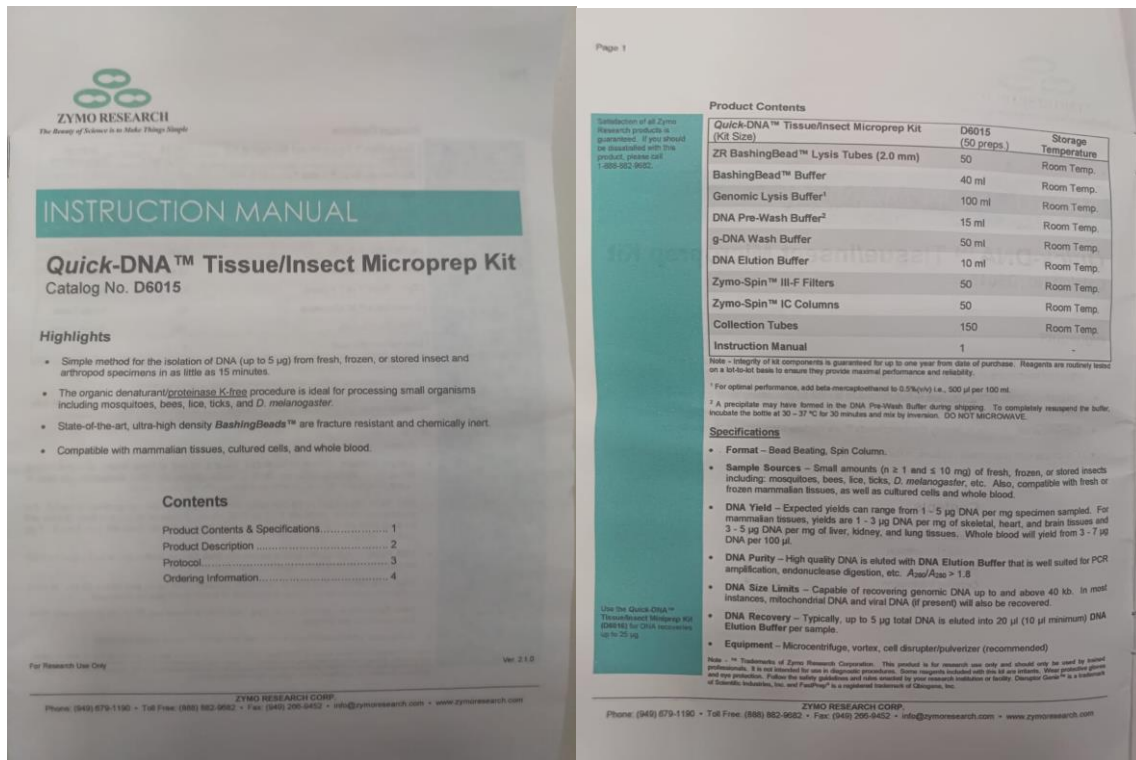 ZYMO RESEARCH
The Beauty of Science is to Make Things Simple
INSTRUCTION MANUAL
Quick-DNA™ Tissue/Insect Microprep Kit
Catalog No. D6015
Highlights
• Simple method for the isolation of DNA (up to 5 µg) from fresh, frozen, or stored insect and
arthropod specimens in as little as 15 minutes.
• The organic denaturant/proteinase K-free procedure is ideal for processing small organisms
including mosquitoes, bees, lice, ticks, and D. melanogaster.
• State-of-the-art, ultra-high density BashingBeads™ are fracture resistant and chemically inert.
• Compatible with mammalian tissues, cultured cells, and whole blood.
Contents
Product Contents & Specifications.................... 1
Product Description ....................................... 2
Protocol....................................................... 3
Ordering Information...................................... 4
For Research Use Only
Ver. 2.1.0
ZYMO RESEARCH CORP.
Phone: (949) 679-1190 • Toll Free: (888) 882-9682 • Fax: (949) 266-9452 • info@zymoresearch.com • www.zymoresearch.com
Page 1
Satisfaction of all Zymo
Research products is
guaranteed. If you should
be dissatisfied with this
product, please call
1-888-882-9682.
Product Contents
Quick-DNA™ Tissue/Insect Microprep Kit
(Kit Size)
D6015
(50 preps.)
Storage
Temperature
ZR BashingBead™ Lysis Tubes (2.0 mm) 50 Room Temp.
BashingBead™ Buffer 40 ml Room Temp.
Genomic Lysis Buffer¹ 100 ml Room Temp.
DNA Pre-Wash Buffer² 15 ml Room Temp.
g-DNA Wash Buffer 50 ml Room Temp.
DNA Elution Buffer 10 ml Room Temp.
Zymo-Spin™ III-F Filters 50 Room Temp.
Zymo-Spin™ IC Columns 50 Room Temp.
Collection Tubes 150 Room Temp.
Instruction Manual 1 -
Note - Integrity of kit components is guaranteed for up to one year from date of purchase. Reagents are routinely tested
on a lot-to-lot basis to ensure they provide maximal performance and reliability.
¹ For optimal performance, add beta-mercaptoethanol to 0.5%(v/v) i.e., 500 µl per 100 ml.
² A precipitate may have formed in the DNA Pre-Wash Buffer during shipping. To completely resuspend the buffer,
incubate the bottle at 30 – 37 ºC for 30 minutes and mix by inversion. DO NOT MICROWAVE.
Specifications
• Format – Bead Beating, Spin Column.
• Sample Sources – Small amounts (n ≥ 1 and ≤ 10 mg) of fresh, frozen, or stored insects
including: mosquitoes, bees, lice, ticks, D. melanogaster, etc. Also, compatible with fresh or
frozen mammalian tissues, as well as cultured cells and whole blood.
• DNA Yield – Expected yields can range from 1 - 5 µg DNA per mg specimen sampled. For
mammalian tissues, yields are 1 - 3 µg DNA per mg of skeletal, heart, and brain tissues and
3 - 5 µg DNA per mg of liver, kidney, and lung tissues. Whole blood will yield from 3 - 7 µg
DNA per 100 µl.
• DNA Purity – High quality DNA is eluted with DNA Elution Buffer that is well suited for PCR
amplification, endonuclease digestion, etc. A260/A280 > 1.8
• DNA Size Limits – Capable of recovering genomic DNA up to and above 40 kb. In most
instances, mitochondrial DNA and viral DNA (if present) will also be recovered.
• DNA Recovery – Typically, up to 5 µg total DNA is eluted into 20 µl (10 µl minimum) DNA
Elution Buffer per sample.
• Equipment – Microcentrifuge, vortex, cell disrupter/pulverizer (recommended)
Use the Quick-DNA™
Tissue/Insect Miniprep Kit
(D6016) for DNA recoveries
up to 25 µg.
Note - ™ Trademarks of Zymo Research Corporation. This product is for research use only and should only be used by trained
professionals. It is not intended for use in diagnostic procedures. Some reagents included with this kit are irritants. Wear protective gloves
and eye protection. Follow the safety guidelines and rules enacted by your research institution or facility. Disruptor Genie™ is a trademark
of Scientific Industries, Inc. and FastPrep® is a registered trademark of Qbiogene, Inc.
ZYMO RESEARCH CORP.
Phone: (949) 679-1190 • Toll Free: (888) 882-9682 • Fax: (949) 266-9452 • info@zymoresearch.com • www.zymoresearch.com